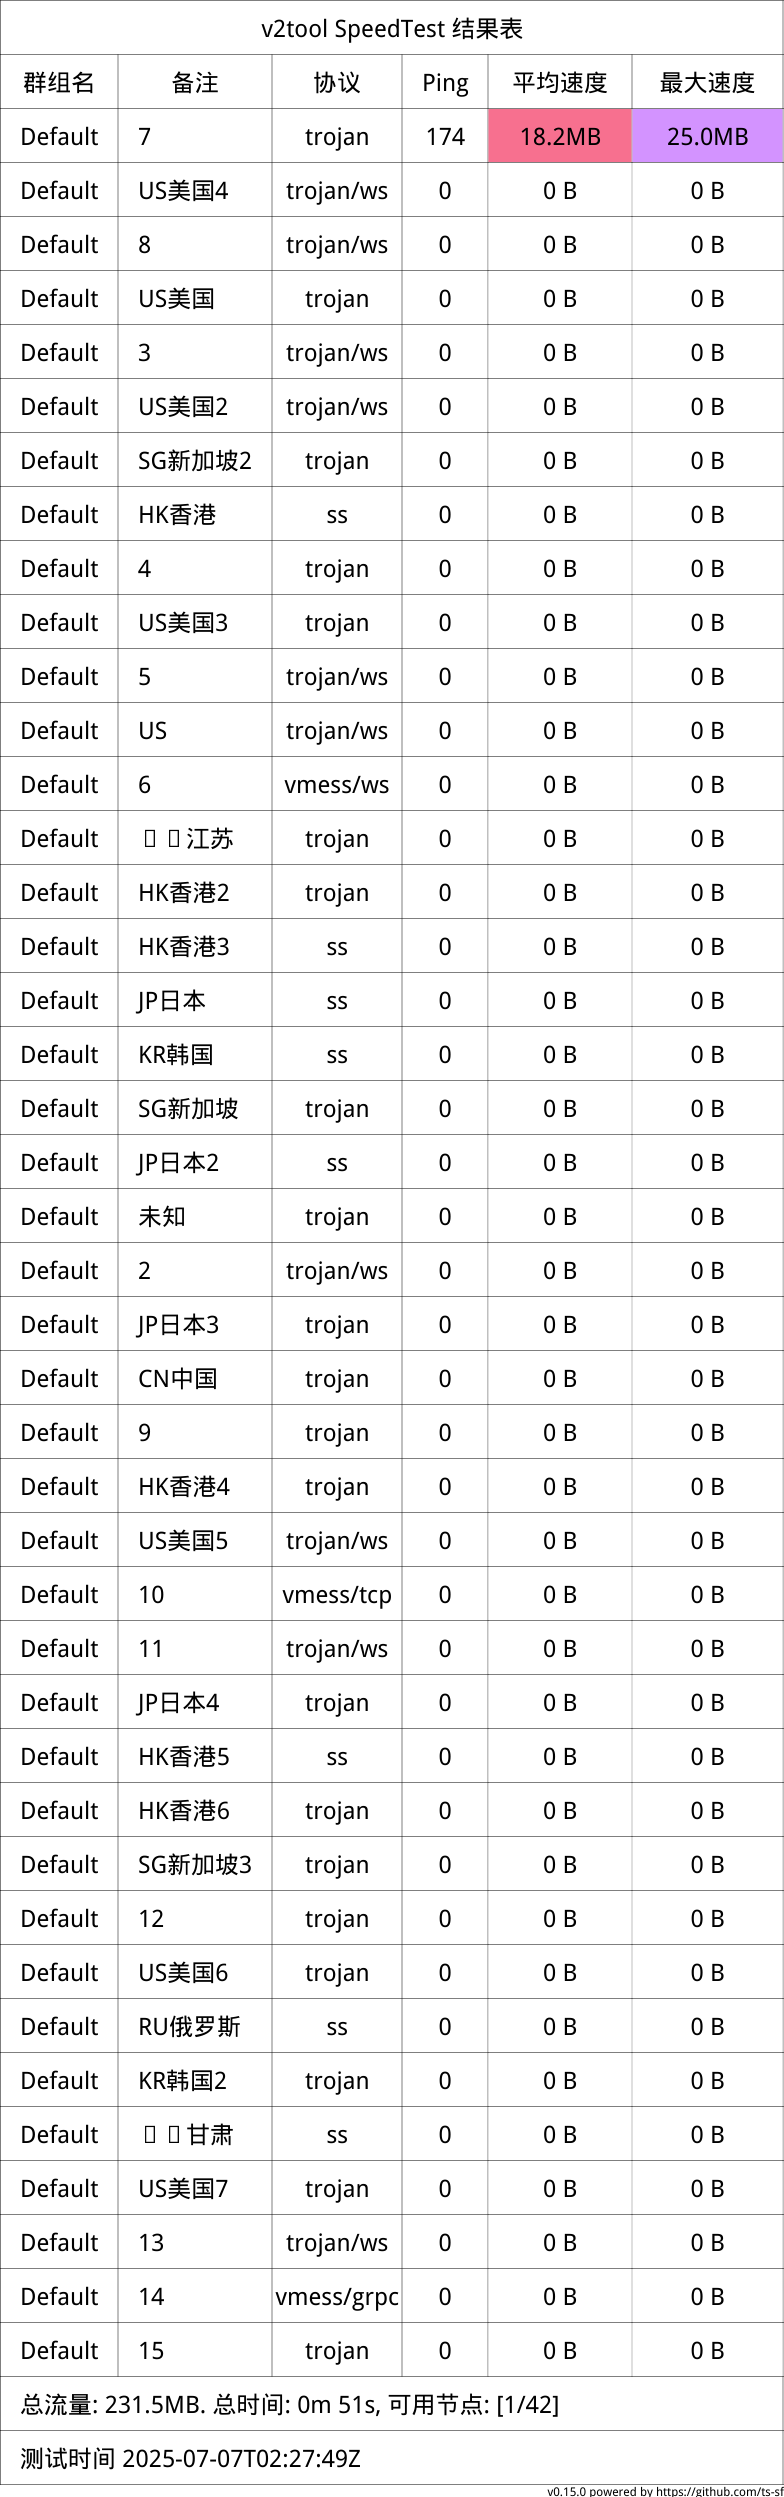 v2tool SpeedTest 结果表
群组名 备注 协议 Ping 平均速度 最大速度
Default 7 trojan 174 18.2MB 25.0MB
Default US美国4 trojan/ws 0 0 B 0 B
Default 8 trojan/ws 0 0 B 0 B
Default US美国 trojan 0 0 B 0 B
Default 3 trojan/ws 0 0 B 0 B
Default US美国2 trojan/ws 0 0 B 0 B
Default SG新加坡2 trojan 0 0 B 0 B
Default HK香港 ss 0 0 B 0 B
Default 4 trojan 0 0 B 0 B
Default US美国3 trojan 0 0 B 0 B
Default 5 trojan/ws 0 0 B 0 B
Default US trojan/ws 0 0 B 0 B
Default 6 vmess/ws 0 0 B 0 B
Default 江苏 trojan 0 0 B 0 B
Default HK香港2 trojan 0 0 B 0 B
Default HK香港3 ss 0 0 B 0 B
Default JP日本 ss 0 0 B 0 B
Default KR韩国 ss 0 0 B 0 B
Default SG新加坡 trojan 0 0 B 0 B
Default JP日本2 ss 0 0 B 0 B
Default 未知 trojan 0 0 B 0 B
Default 2 trojan/ws 0 0 B 0 B
Default JP日本3 trojan 0 0 B 0 B
Default CN中国 trojan 0 0 B 0 B
Default 9 trojan 0 0 B 0 B
Default HK香港4 trojan 0 0 B 0 B
Default US美国5 trojan/ws 0 0 B 0 B
Default 10 vmess/tcp 0 0 B 0 B
Default 11 trojan/ws 0 0 B 0 B
Default JP日本4 trojan 0 0 B 0 B
Default HK香港5 ss 0 0 B 0 B
Default HK香港6 trojan 0 0 B 0 B
Default SG新加坡3 trojan 0 0 B 0 B
Default 12 trojan 0 0 B 0 B
Default US美国6 trojan 0 0 B 0 B
Default RU俄罗斯 ss 0 0 B 0 B
Default KR韩国2 trojan 0 0 B 0 B
Default 甘肃 ss 0 0 B 0 B
Default US美国7 trojan 0 0 B 0 B
Default 13 trojan/ws 0 0 B 0 B
Default 14 vmess/grpc 0 0 B 0 B
Default 15 trojan 0 0 B 0 B
总流量: 231.5MB. 总时间: 0m 51s, 可用节点: [1/42]
测试时间 2025-07-07T02:27:49Z
v0.15.0 powered by https://github.com/ts-sf